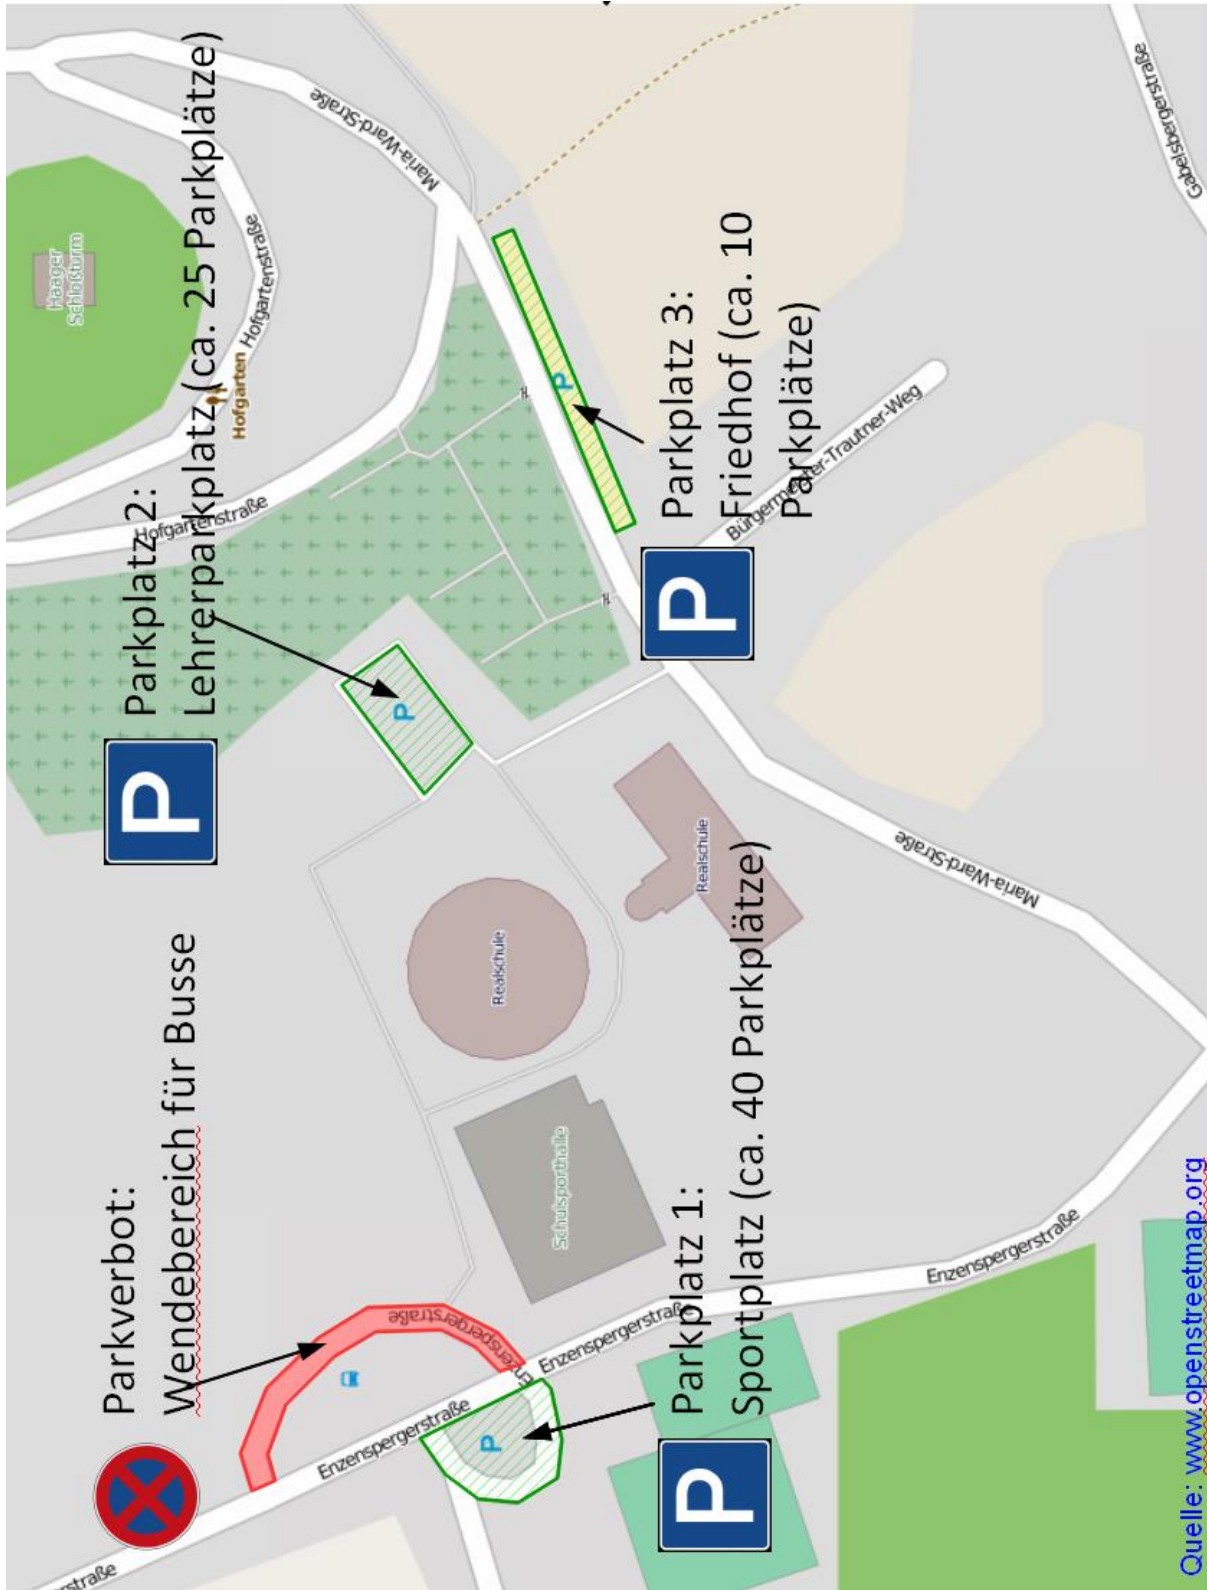 Parkverbot:
Wendebereich für Busse
P
Parkplatz 2:
Lehrerparkplatz (ca. 25 Parkplätze)
P
Parkplatz 1:
Sportplatz (ca. 40 Parkplätze)
P
Parkplatz 3:
Friedhof (ca. 10
Parkplätze)
Haager
Schloßturm
Hofgarten
Hofgartenstraße
Hofgartenstraße
Maria-Ward-Straße
Maria-Ward-Straße
Gabelsbergerstraße
Bürgermeister-Trautner-Weg
Realschule
Realschule
Schulsporthalle
Enzenspergerstraße
Enzenspergerstraße
Enzenspergerstraße
Enzenspergerstraße
straße
P
P
P
Quelle: www.openstreetmap.org